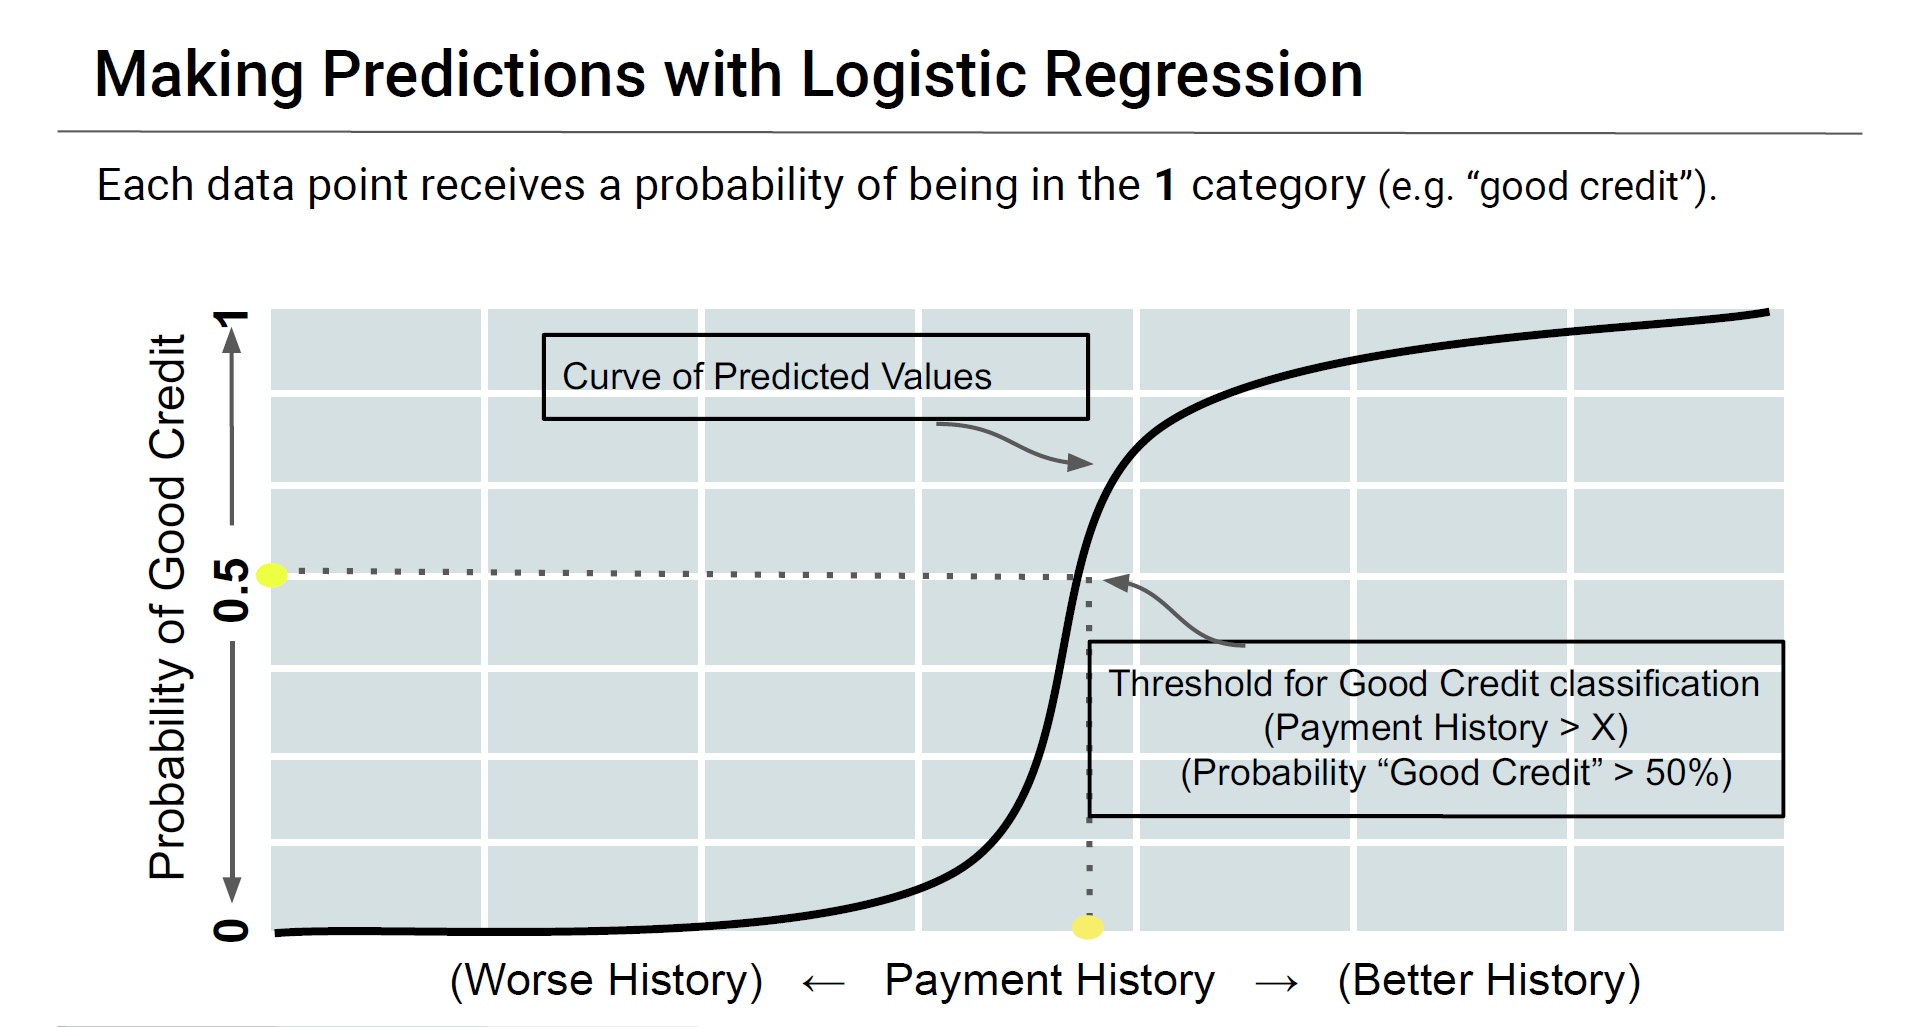 Making Predictions with Logistic Regression
Each data point receives a probability of being in the 1 category (e.g. “good credit”).
Probability of Good Credit
1
0.5
0
Curve of Predicted Values
Threshold for Good Credit classification
(Payment History > X)
(Probability “Good Credit” > 50%)
(Worse History) ← Payment History → (Better History)